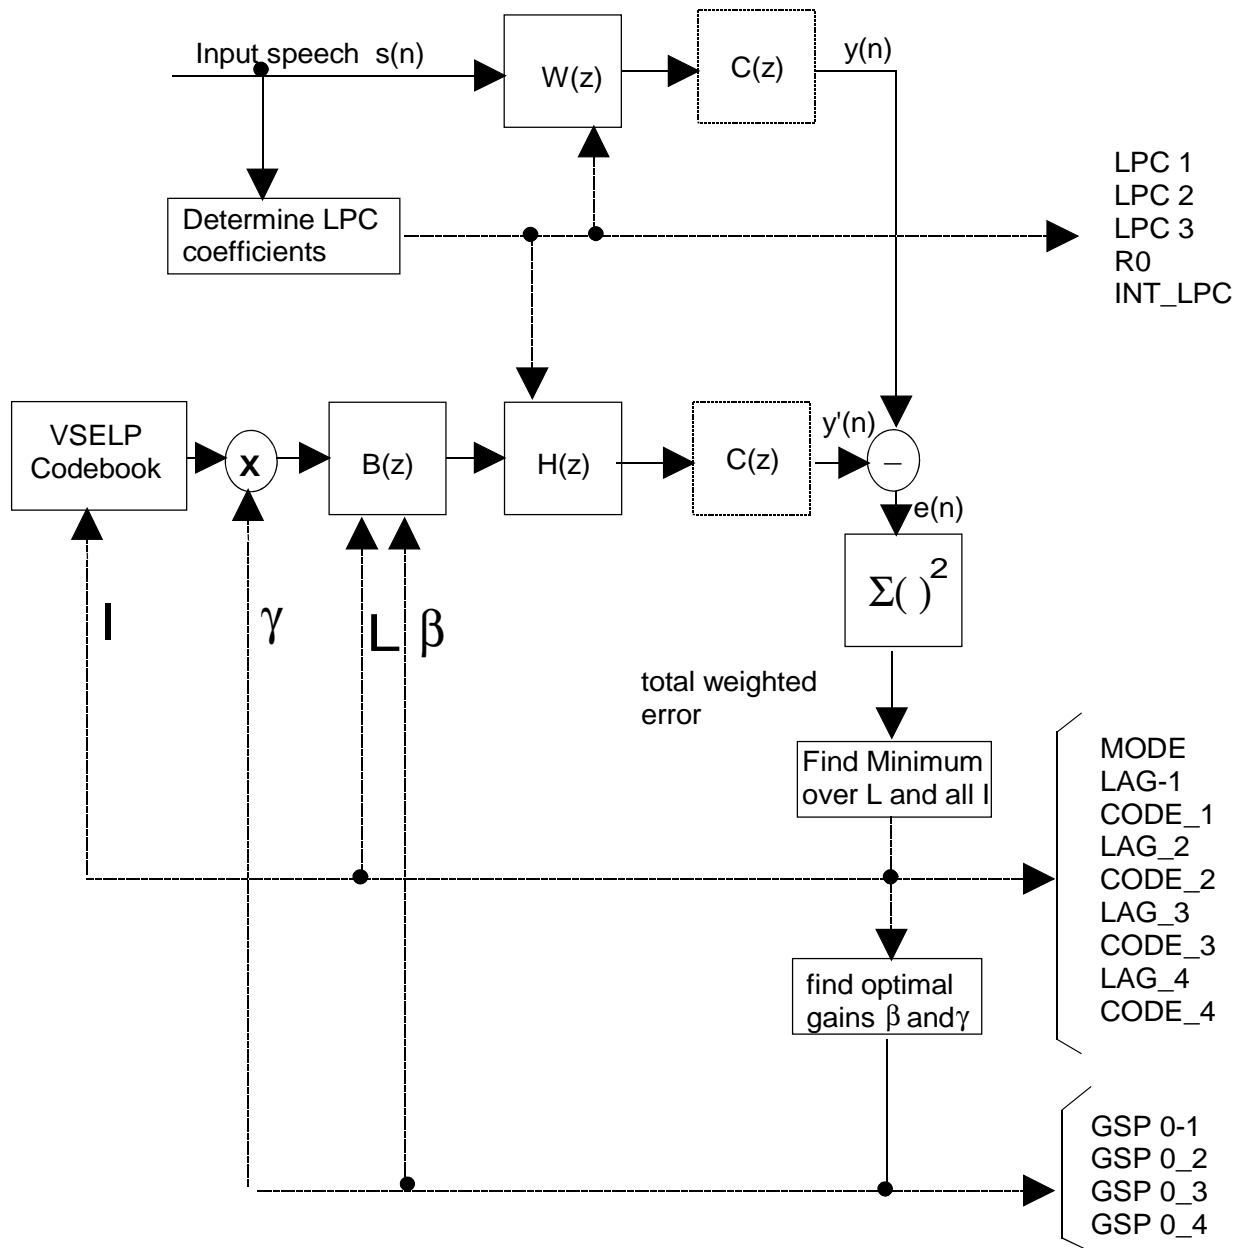 Input speech s(n)
W(z)
C(z)
y(n)
LPC 1
LPC 2
LPC 3
R0
INT_LPC
Determine LPC
coefficients
VSELP
Codebook
x
B(z)
H(z)
C(z)
y'(n)
−
e(n)
Σ( )²
I
γ
L
β
total weighted
error
Find Minimum
over L and all I
MODE
LAG-1
CODE_1
LAG_2
CODE_2
LAG_3
CODE_3
LAG_4
CODE_4
find optimal
gains β andγ
GSP 0-1
GSP 0_2
GSP 0_3
GSP 0_4